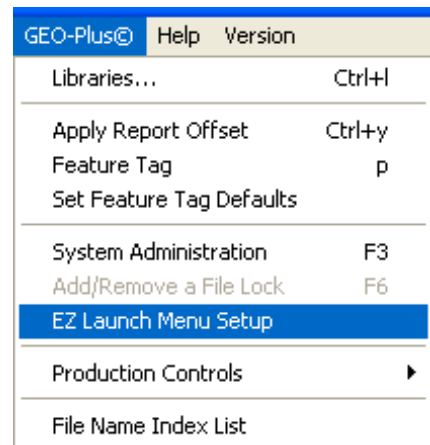 GEO-Plus© Help Version
Libraries... Ctrl+l
Apply Report Offset Ctrl+y
Feature Tag p
Set Feature Tag Defaults
System Administration F3
Add/Remove a File Lock F6
EZ Launch Menu Setup
Production Controls
File Name Index List